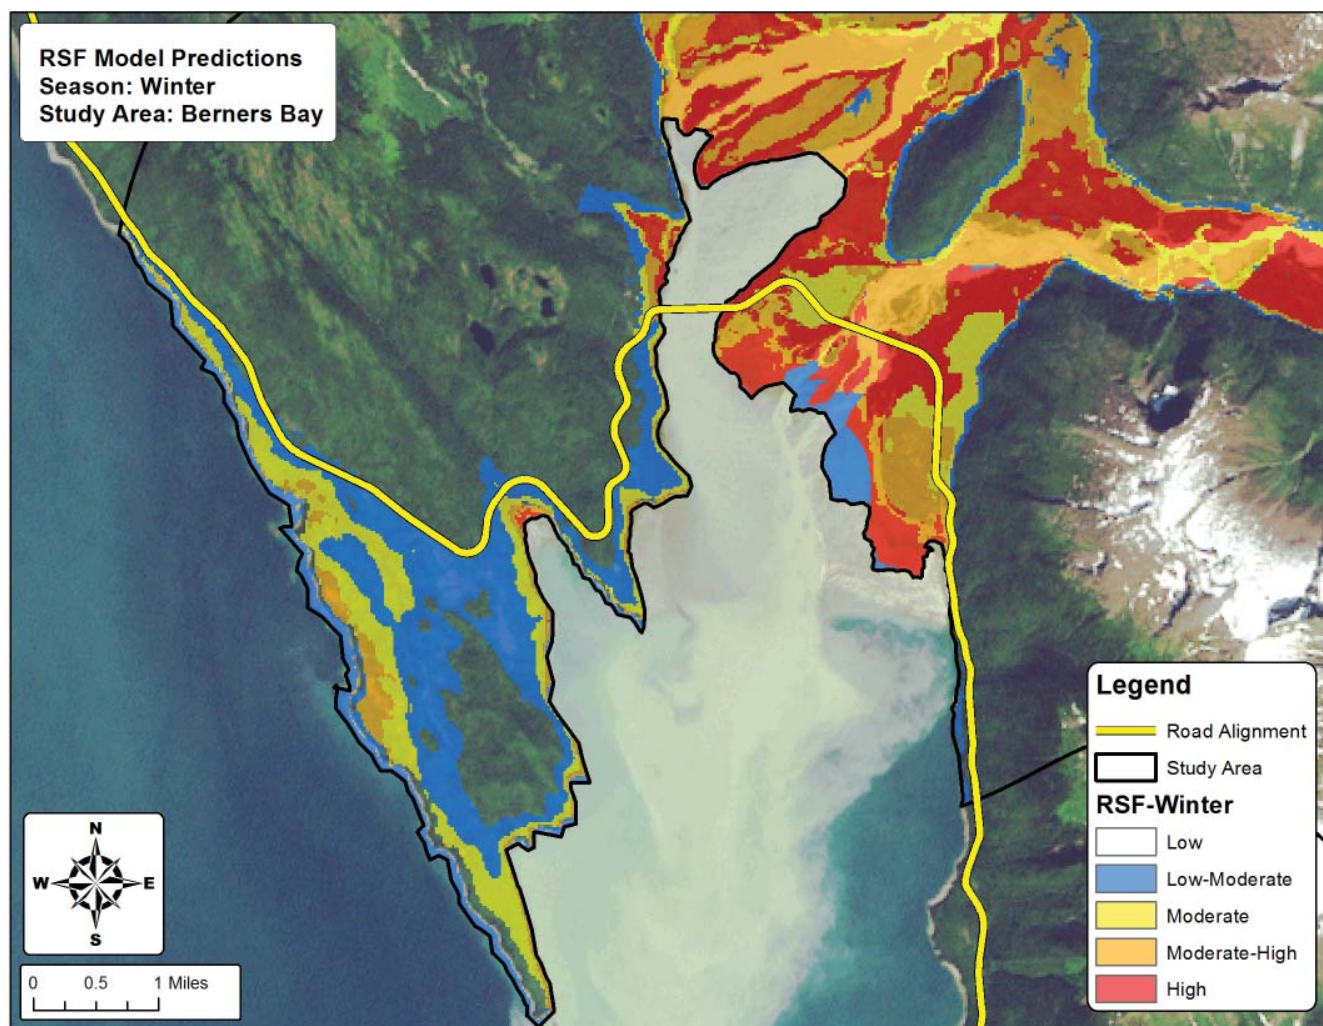 RSF Model Predictions
Season: Winter
Study Area: Berners Bay
Legend
Road Alignment
Study Area
RSF-Winter
Low
Low-Moderate
Moderate
Moderate-High
High
N
W E
S
0 0.5 1 Miles